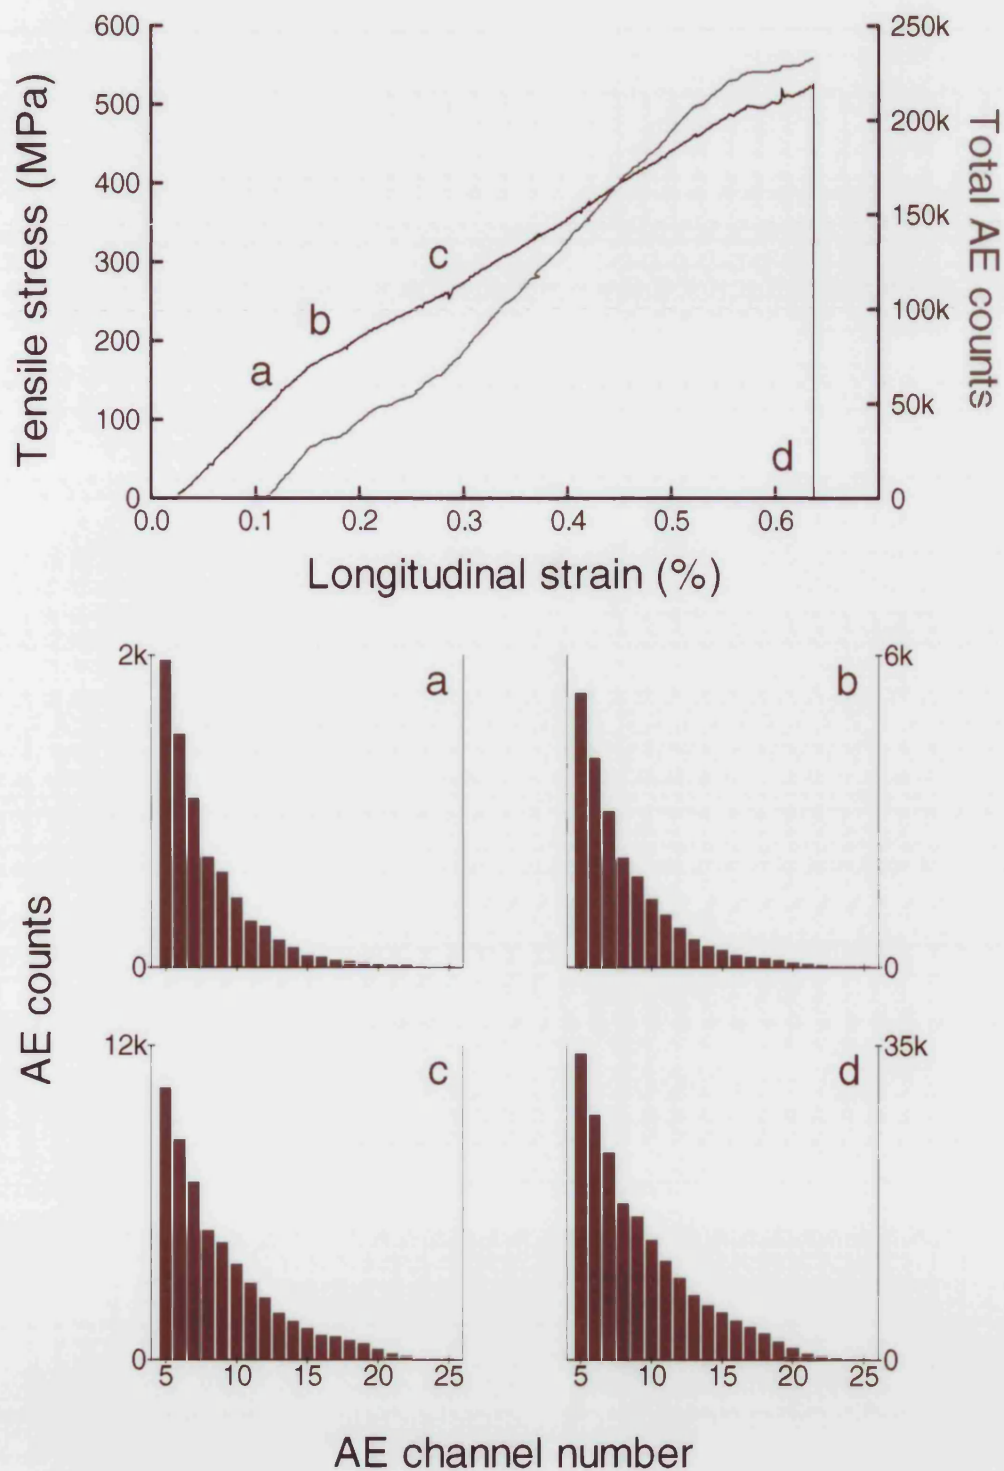 Tensile stress (MPa)
600
500
400
300
200
100
0
250k
200k
150k
100k
50k
0
Total AE counts
a
b
c
d
0.0 0.1 0.2 0.3 0.4 0.5 0.6
Longitudinal strain (%)
AE counts
2k
0
a
6k
0
b
12k
0
c
5 10 15 20 25
35k
0
d
5 10 15 20 25
AE channel number